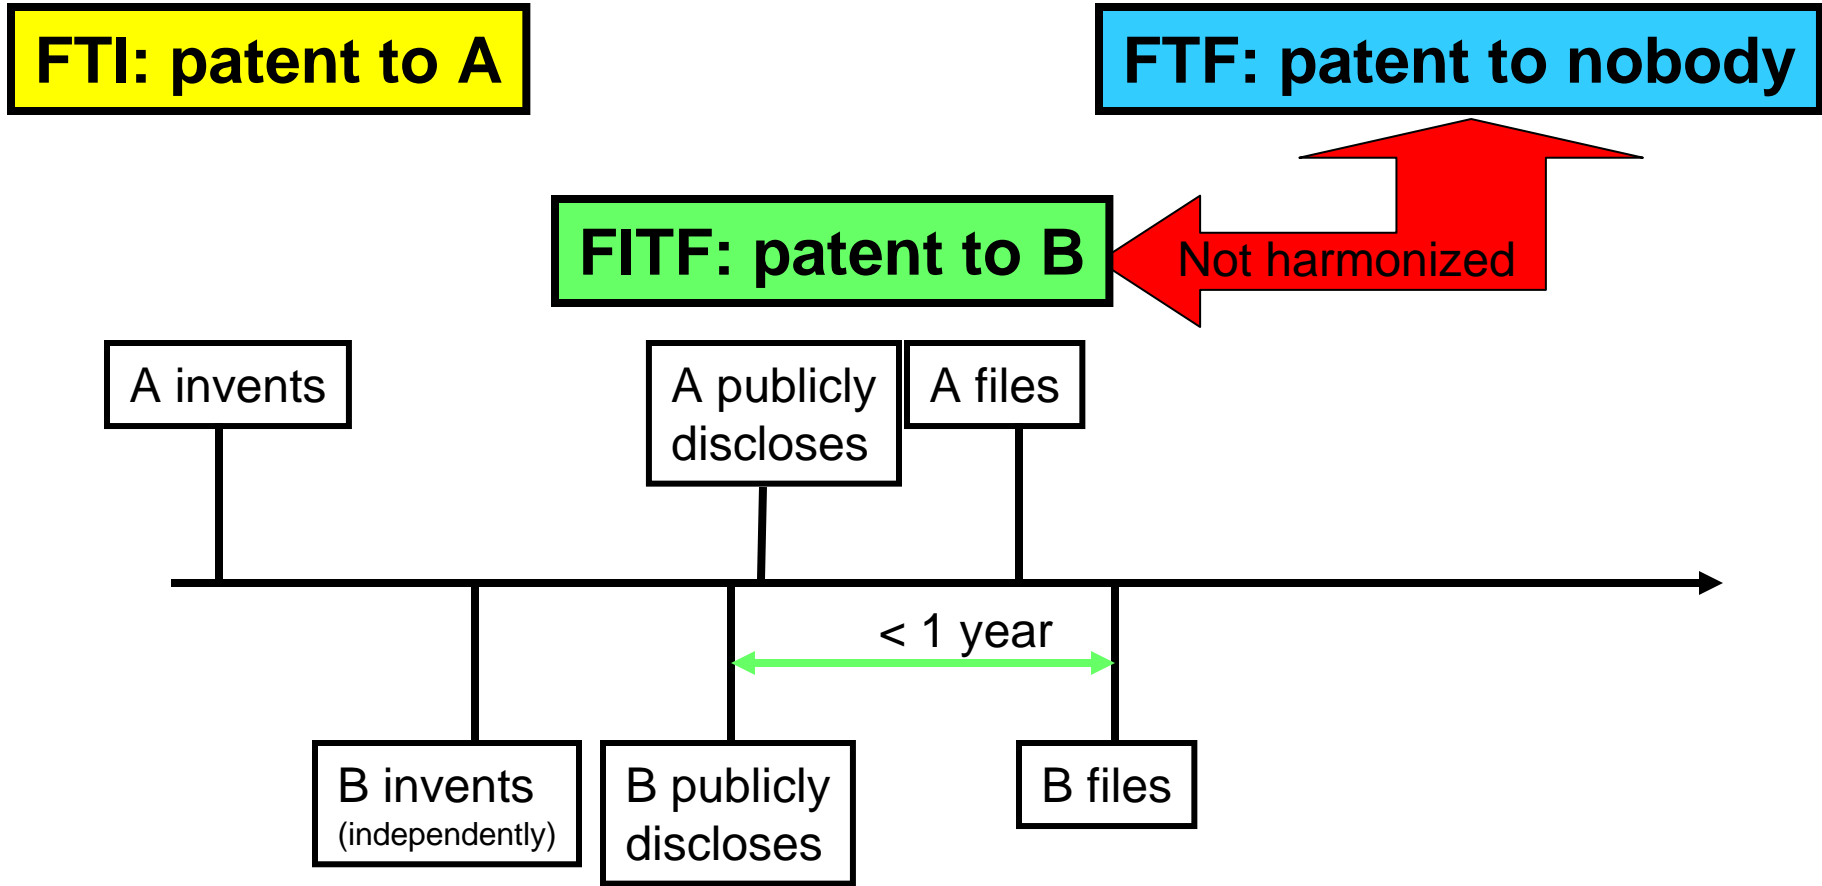 FTI: patent to A
FTF: patent to nobody
FITF: patent to B
Not harmonized
A invents
A publicly
discloses
A files
< 1 year
B invents
(independently)
B publicly
discloses
B files